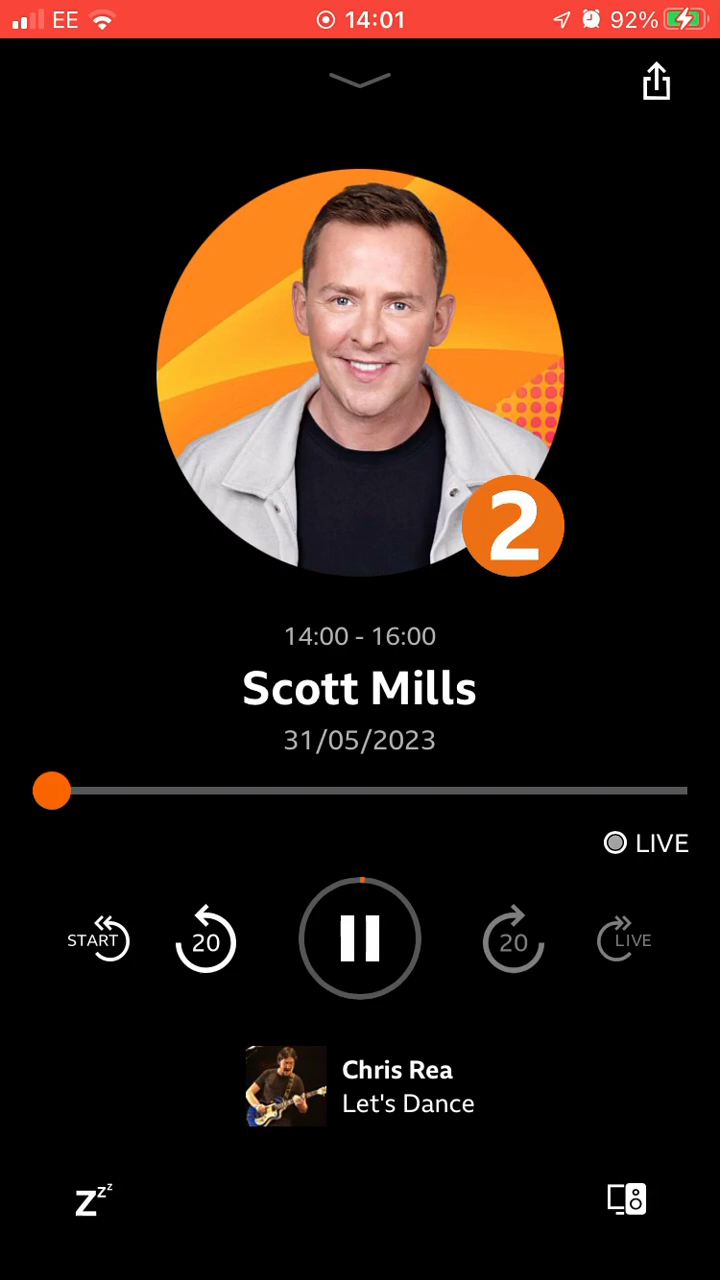 EE 14:01 92%
2
14:00 - 16:00
Scott Mills
31/05/2023
LIVE
START 20 20 LIVE
Chris Rea
Let's Dance
Zzz